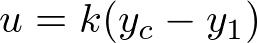 u = k(y_c − y_1)